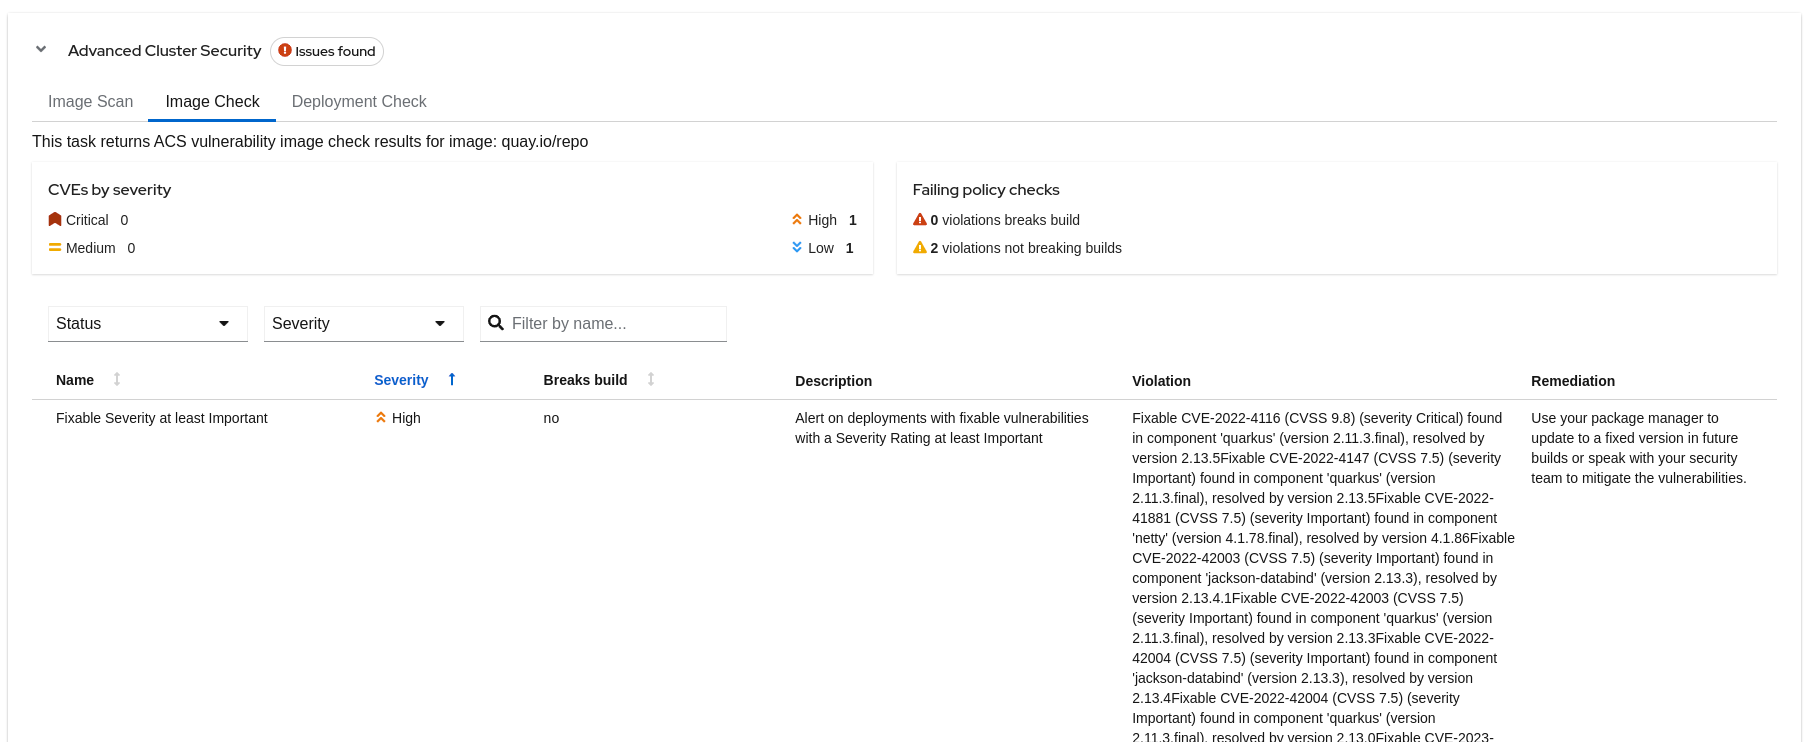 Advanced Cluster Security Issues found
Image Scan Image Check Deployment Check
This task returns ACS vulnerability image check results for image: quay.io/repo
CVEs by severity
Critical 0 High 1
Medium 0 Low 1
Failing policy checks
0 violations breaks build
2 violations not breaking builds
Status Severity Filter by name...
Name Severity Breaks build Description Violation Remediation
Fixable Severity at least Important
High
no
Alert on deployments with fixable vulnerabilities
with a Severity Rating at least Important
Fixable CVE-2022-4116 (CVSS 9.8) (severity Critical) found
in component 'quarkus' (version 2.11.3.final), resolved by
version 2.13.5Fixable CVE-2022-4147 (CVSS 7.5) (severity
Important) found in component 'quarkus' (version
2.11.3.final), resolved by version 2.13.5Fixable CVE-2022-
41881 (CVSS 7.5) (severity Important) found in component
'netty' (version 4.1.78.final), resolved by version 4.1.86Fixable
CVE-2022-42003 (CVSS 7.5) (severity Important) found in
component 'jackson-databind' (version 2.13.3), resolved by
version 2.13.4.1Fixable CVE-2022-42003 (CVSS 7.5)
(severity Important) found in component 'quarkus' (version
2.11.3.final), resolved by version 2.13.3Fixable CVE-2022-
42004 (CVSS 7.5) (severity Important) found in component
'jackson-databind' (version 2.13.3), resolved by version
2.13.4Fixable CVE-2022-42004 (CVSS 7.5) (severity
Important) found in component 'quarkus' (version
2.11.3.final), resolved by version 2.13.0Fixable CVE-2023-
Use your package manager to
update to a fixed version in future
builds or speak with your security
team to mitigate the vulnerabilities.